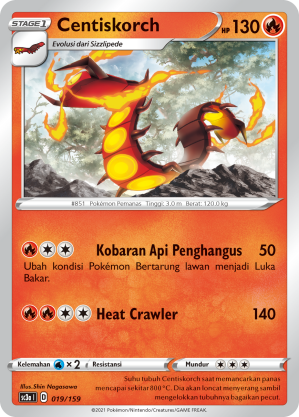 STAGE 1 Centiskorch HP 130
Evolusi dari Sizzlipede
#851 Pokémon Pemanas Tinggi: 3.0 m Berat: 120.0 kg
Kobaran Api Penghangus 50
Ubah kondisi Pokémon Bertarung lawan menjadi Luka
Bakar.
Heat Crawler 140
Kelemahan ×2 Resistansi Mundur
Illus. Shin Nagasawa
Suhu tubuh Centiskorch saat memancarkan panas
SC3a I D 019/159
mencapai sekitar 800°C. Dia akan loncat menyerang sambil
mengelokkan tubuhnya bagaikan pecut.
©2021 Pokémon/Nintendo/Creatures/GAME FREAK.